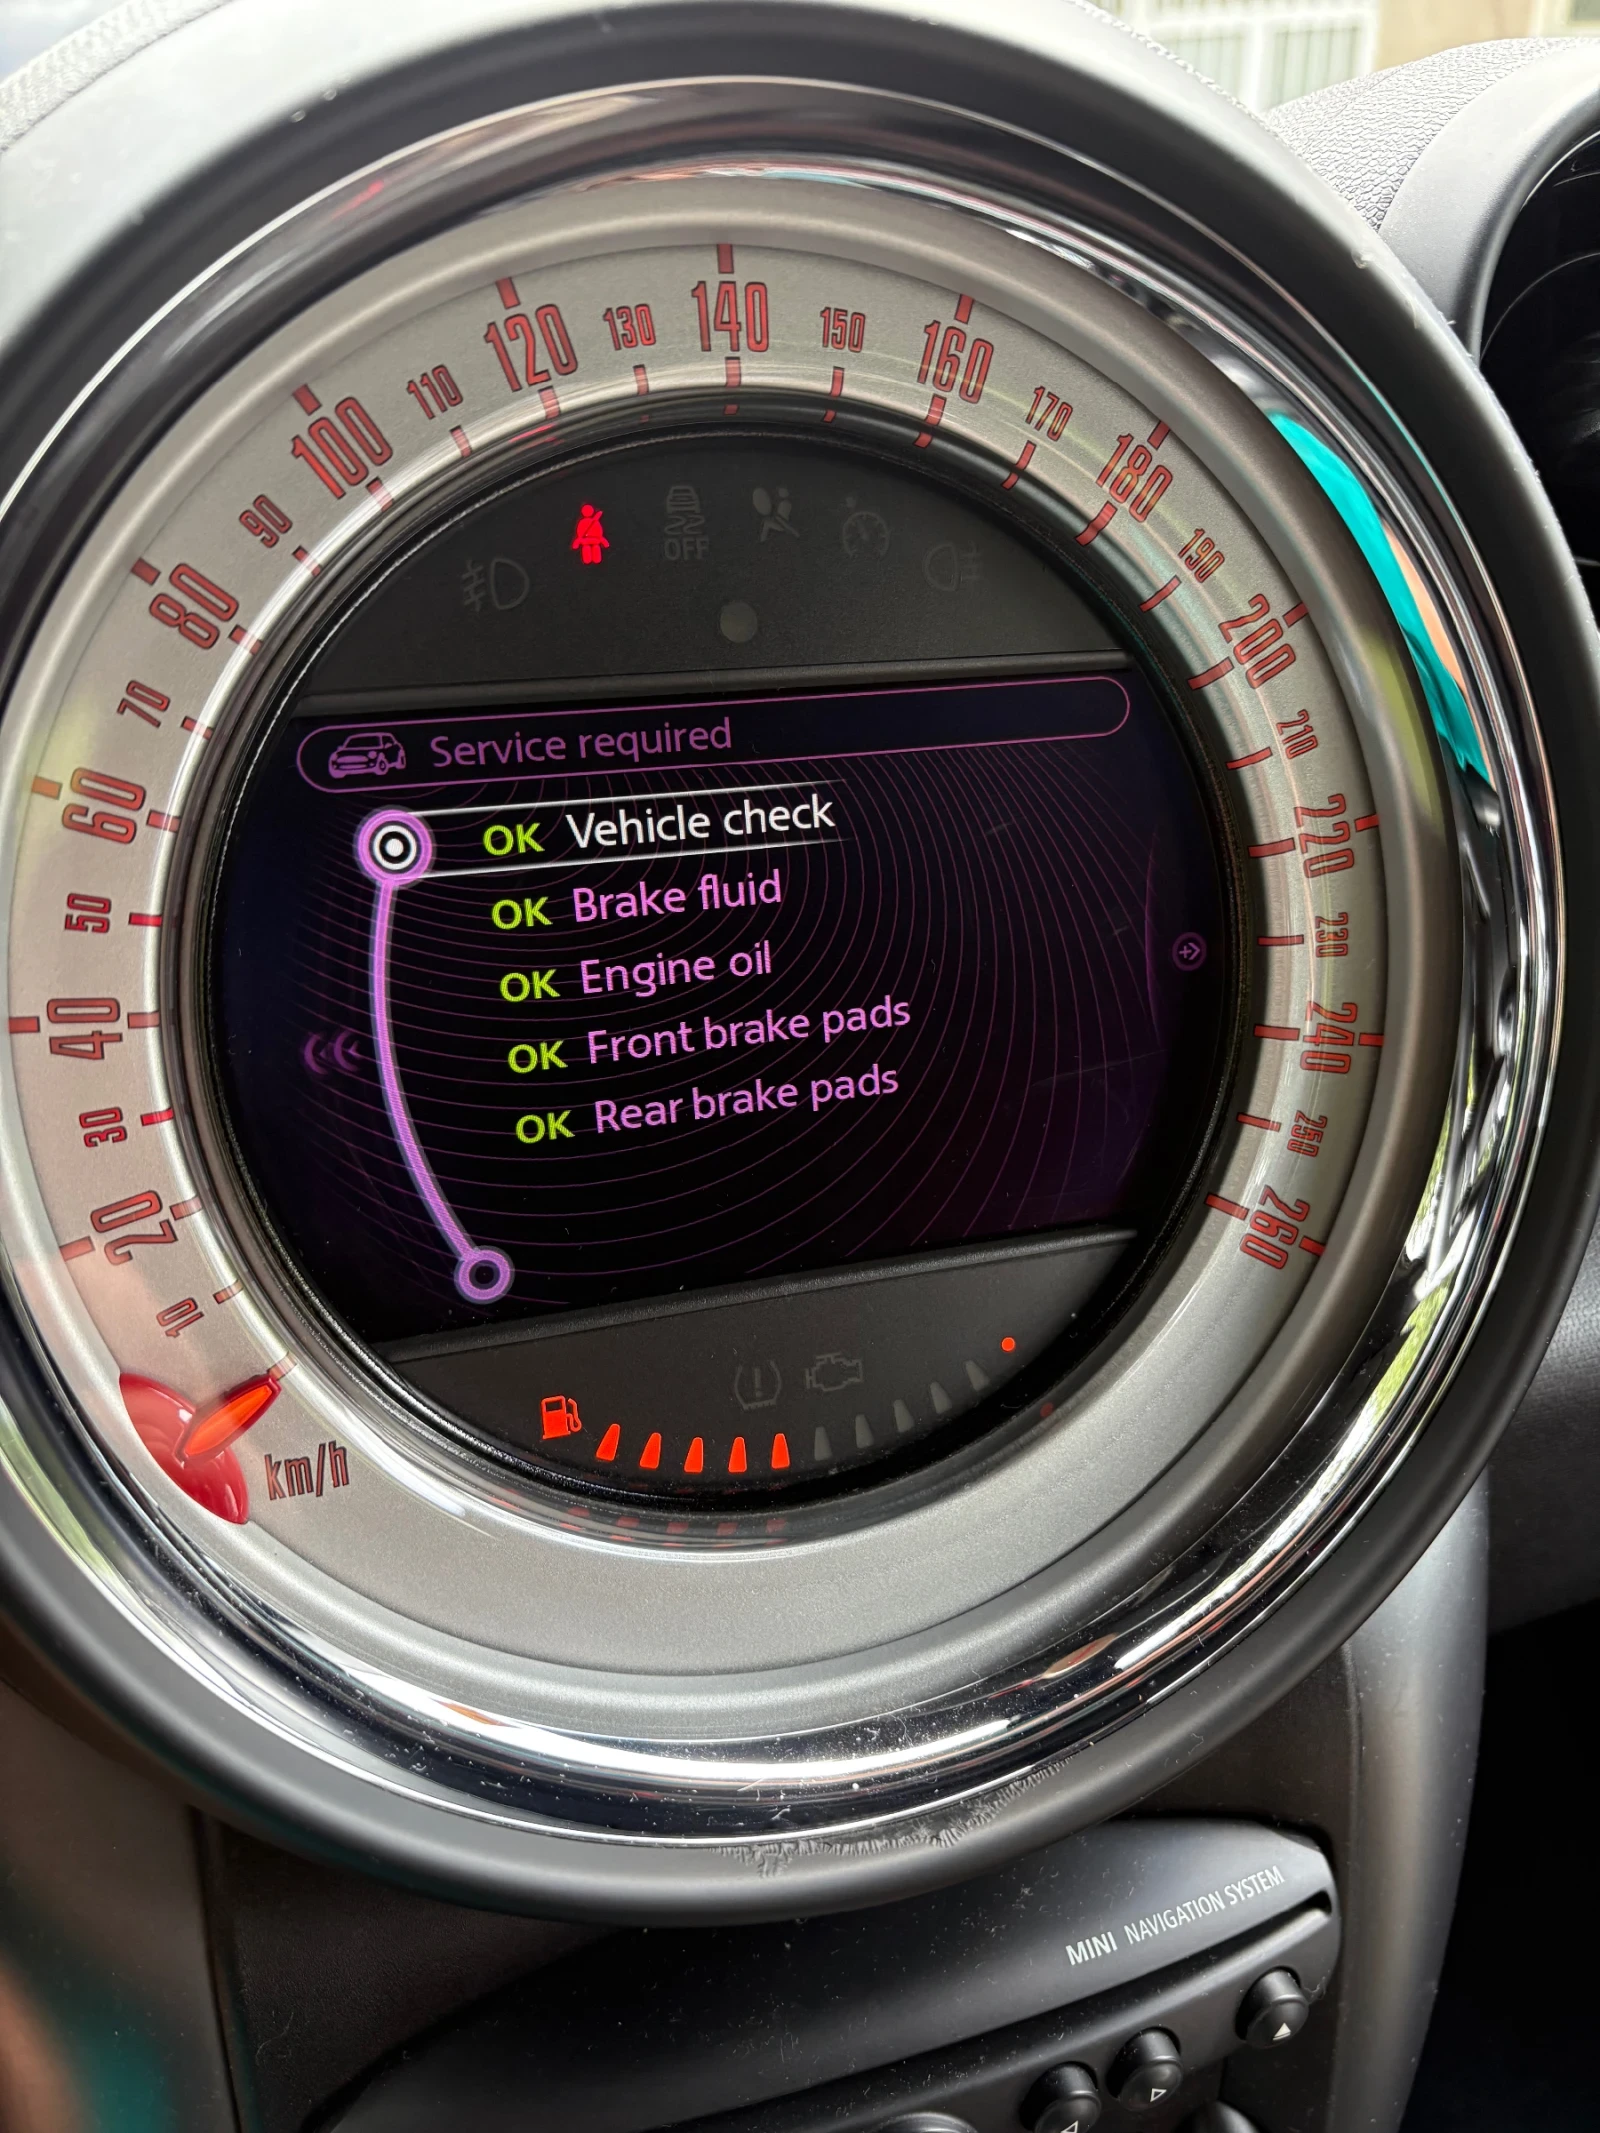 10
20
30
40
50
60
70
80
90
100
110
120
130
140
150
160
170
180
190
200
210
220
230
240
250
260
km/h
OFF
Service required
OK Vehicle check
OK Brake fluid
OK Engine oil
OK Front brake pads
OK Rear brake pads
MINI NAVIGATION SYSTEM